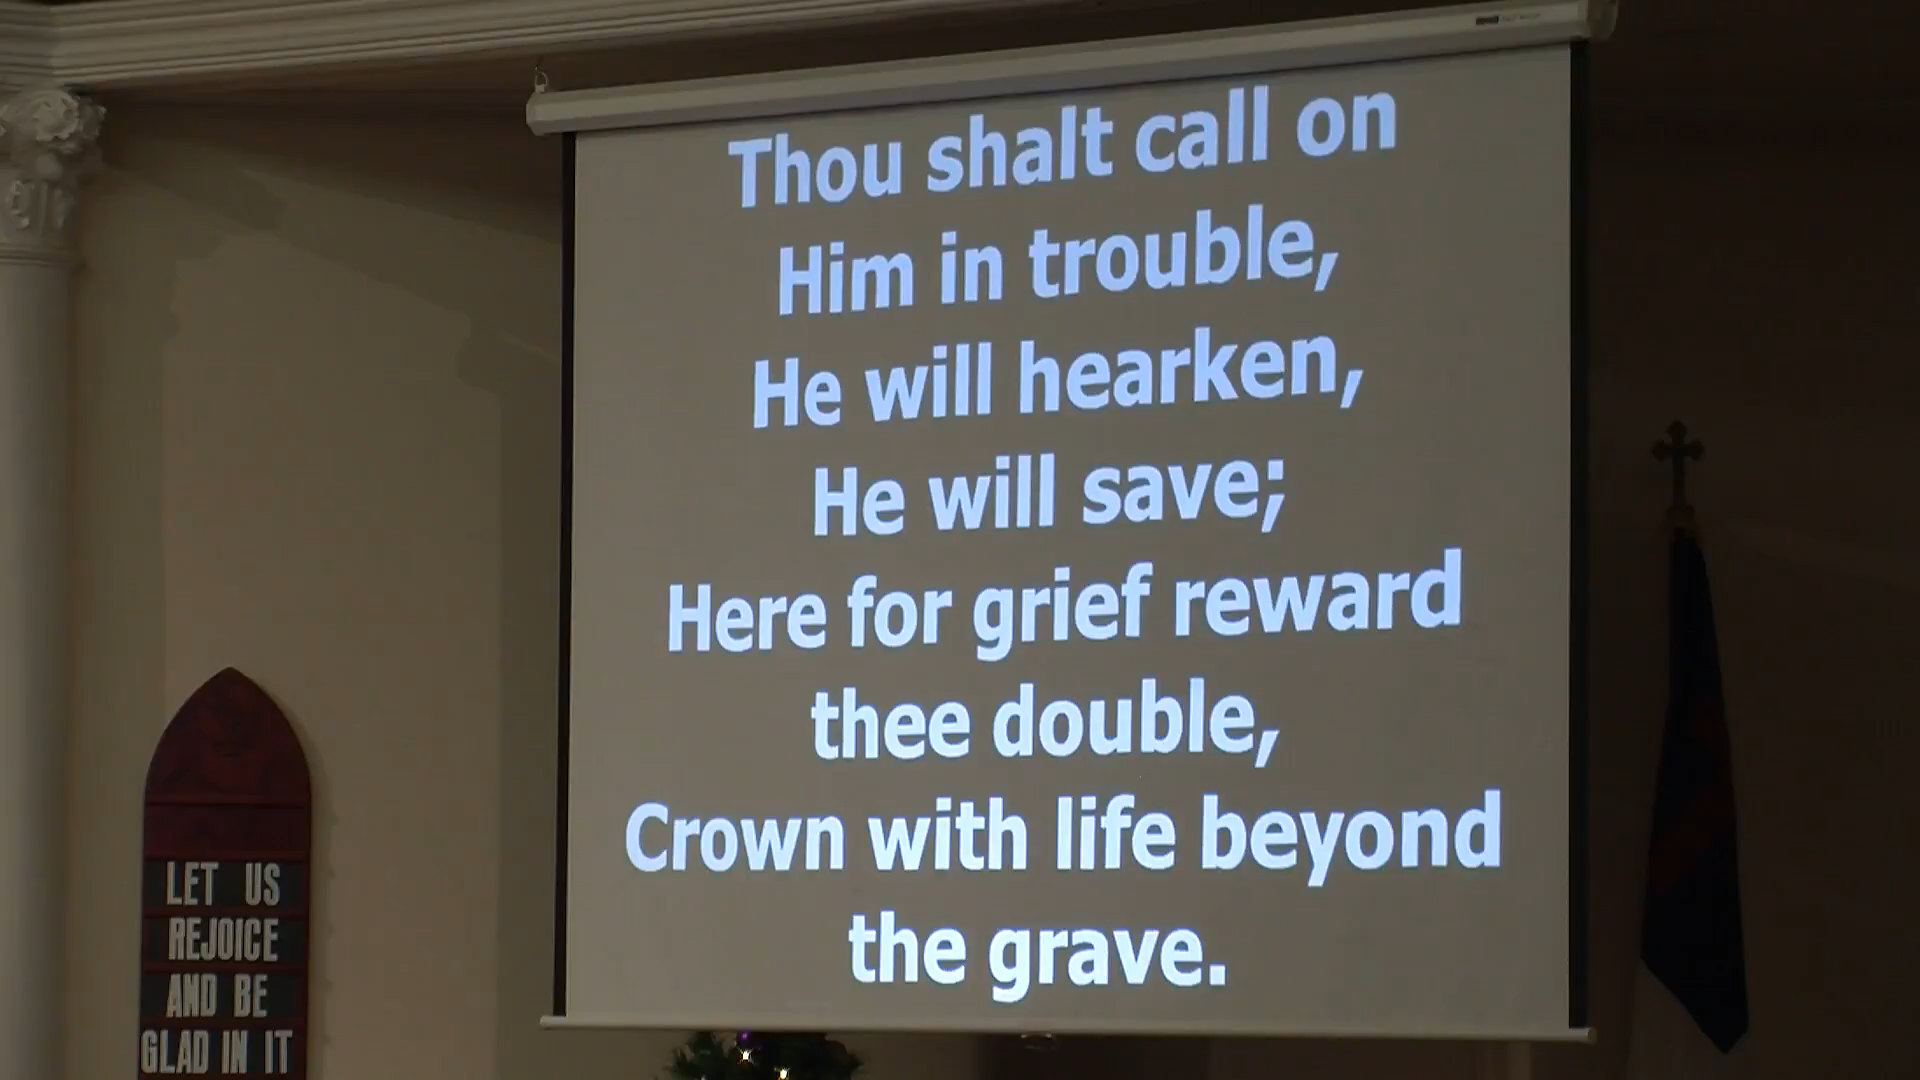 Thou shalt call on
Him in trouble,
He will hearken,
He will save;
Here for grief reward
thee double,
Crown with life beyond
the grave.
LET US
REJOICE
AND BE
GLAD IN IT